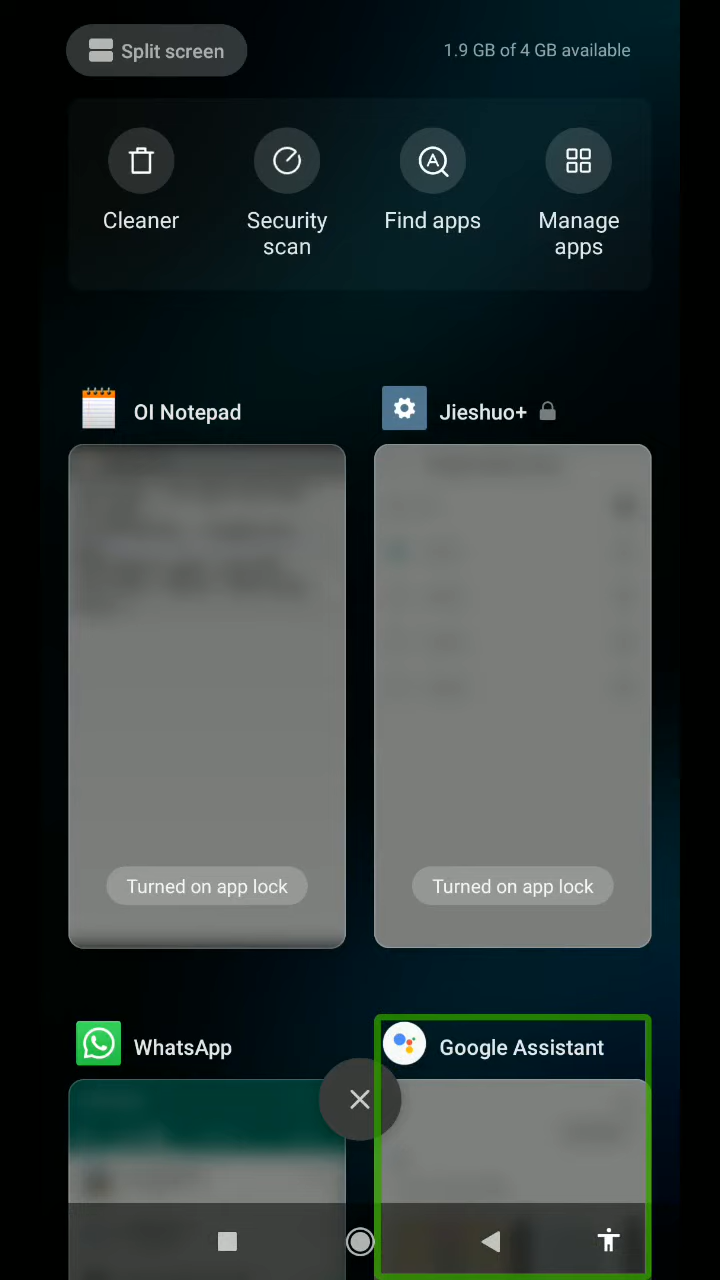 Split screen
1.9 GB of 4 GB available
Cleaner
Security
scan
Find apps
Manage
apps
OI Notepad
Jieshuo+
Turned on app lock
Turned on app lock
WhatsApp
Google Assistant